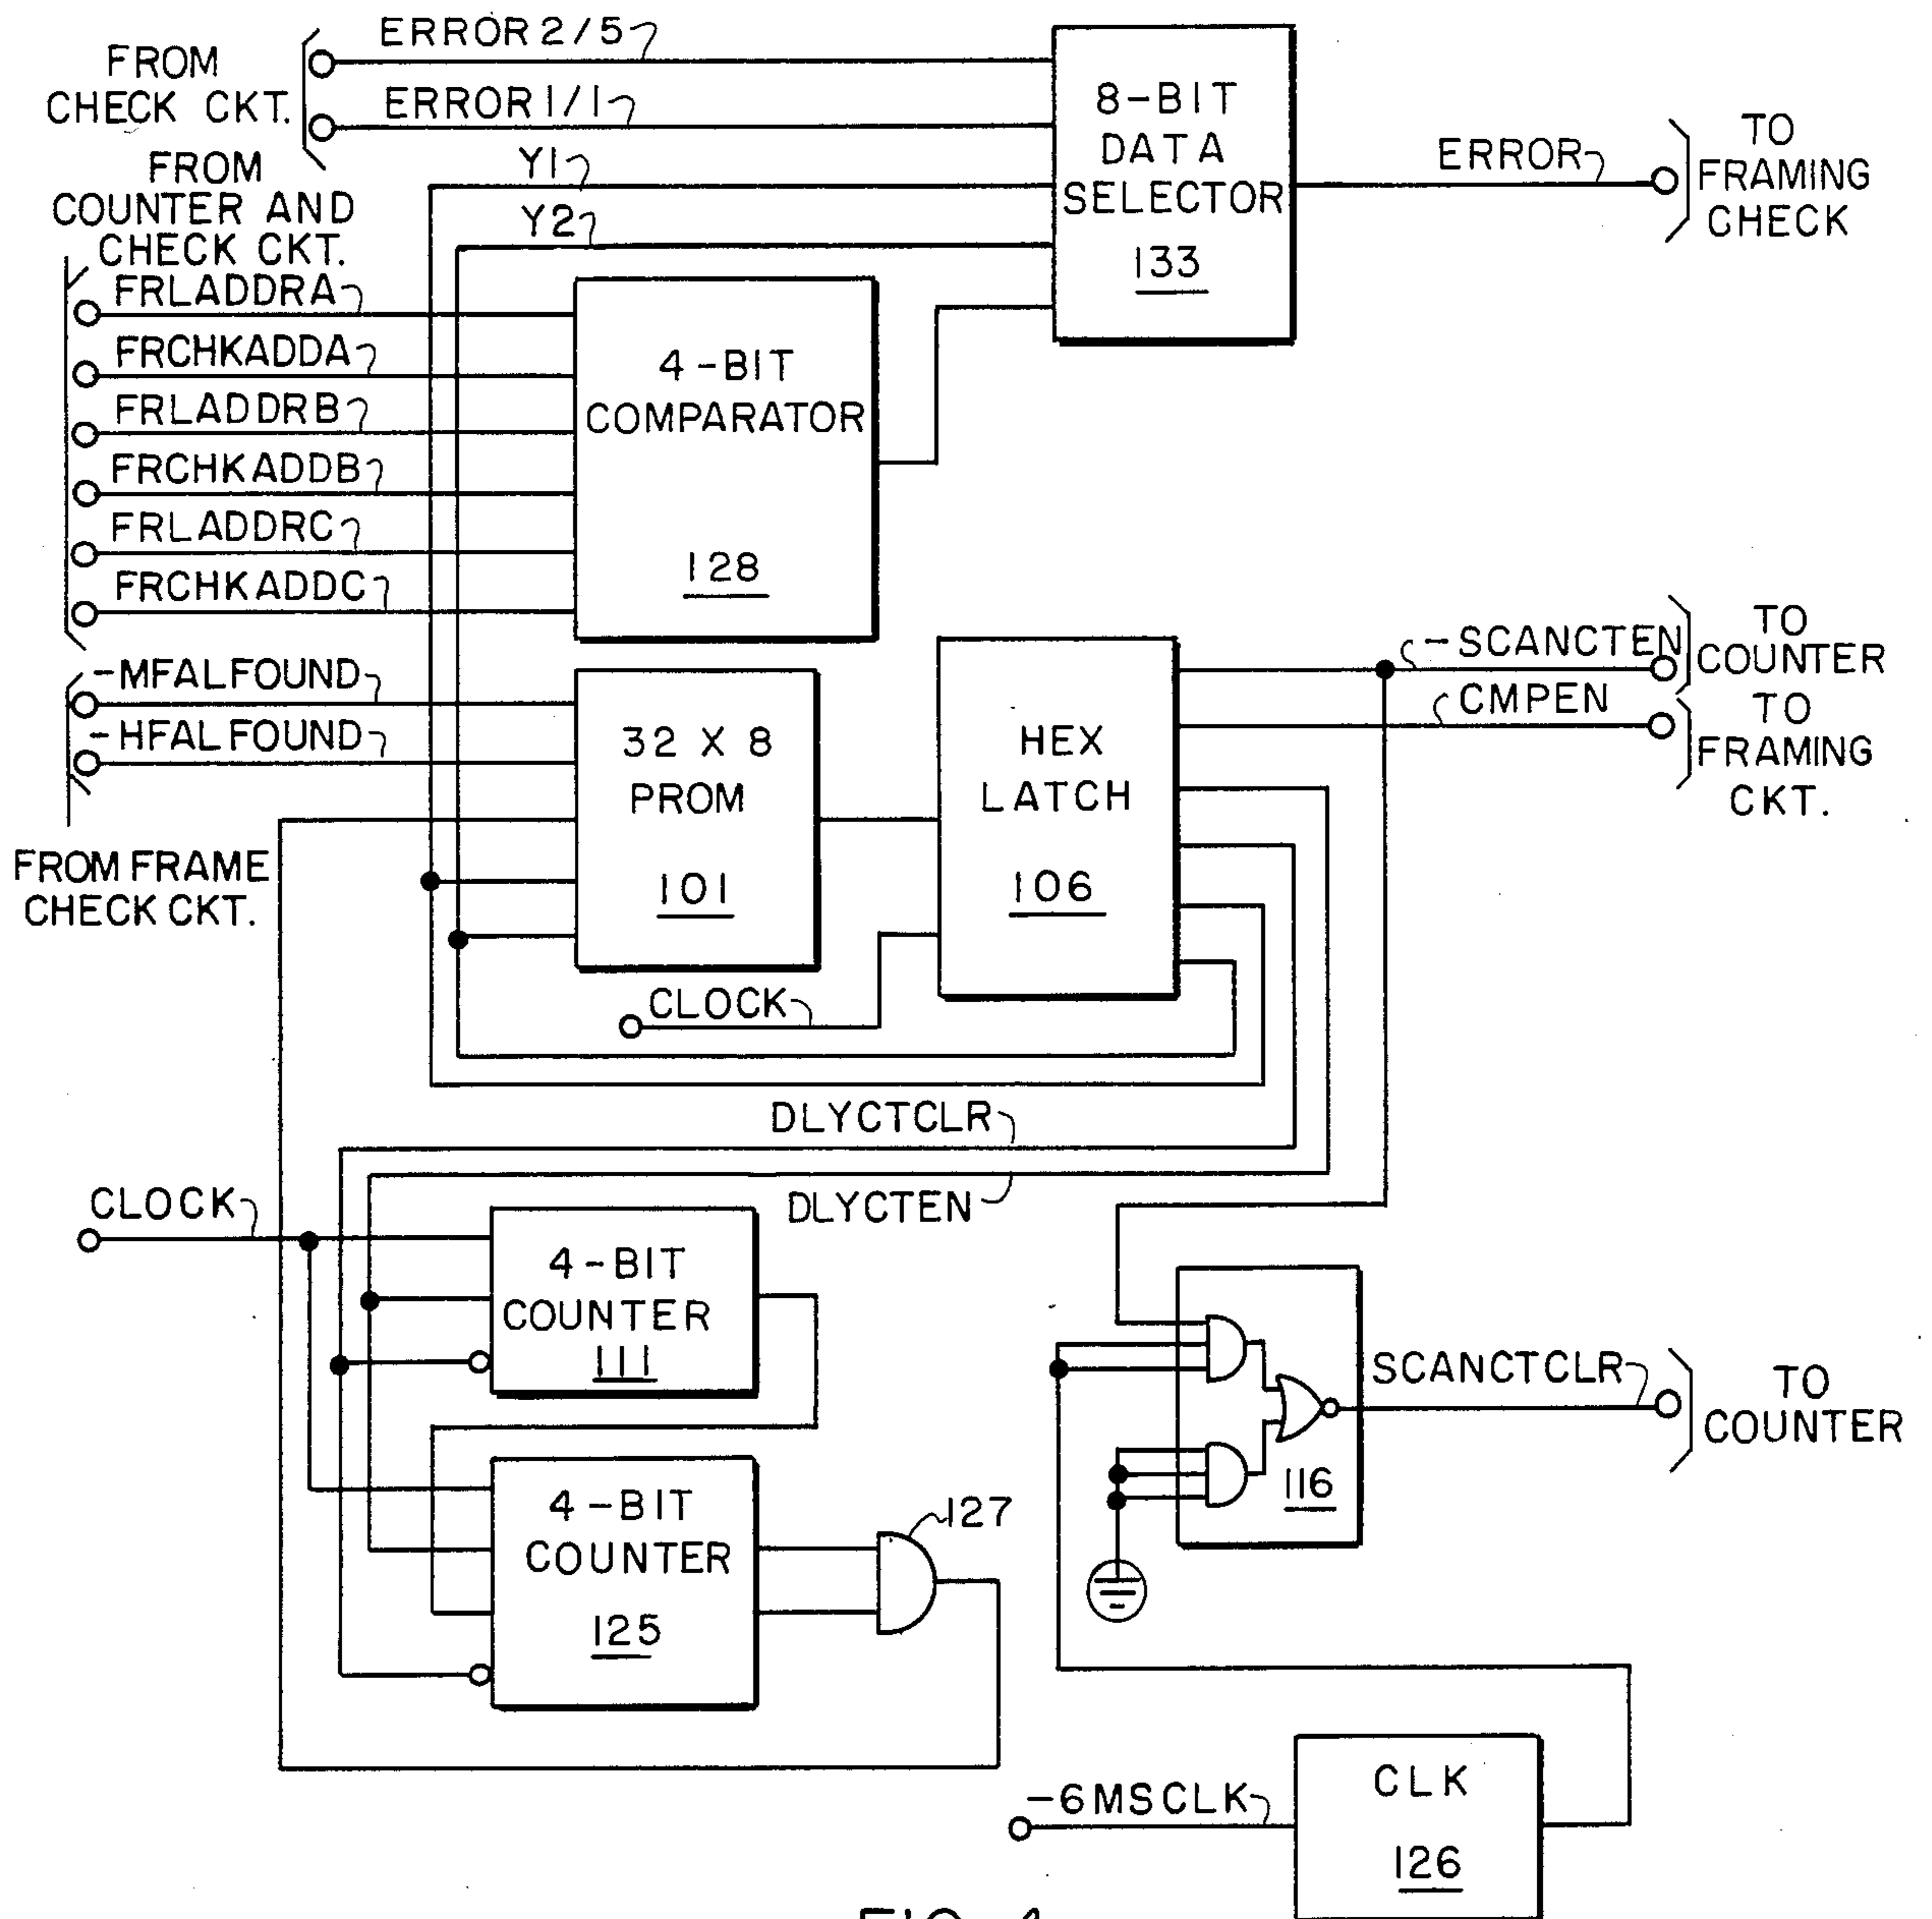 FROM
CHECK CKT.
ERROR 2/5
ERROR 1/1
Y1
Y2
8-BIT
DATA
SELECTOR
133
ERROR
TO
FRAMING
CHECK
FROM
COUNTER AND
CHECK CKT.
FRLADDRA
FRCHKADDA
FRLADDRB
FRCHKADDB
FRLADDRC
FRCHKADDC
4-BIT
COMPARATOR
128
-MFALFOUND
-HFALFOUND
FROM FRAME
CHECK CKT.
32 X 8
PROM
101
HEX
LATCH
106
-SCANCTEN
TO
COUNTER
CMPEN
TO
FRAMING
CKT.
CLOCK
DLYCTCLR
DLYCTEN
CLOCK
4-BIT
COUNTER
111
4-BIT
COUNTER
125
127
116
SCANCTCLR
TO
COUNTER
-6MSCLK
CLK
126